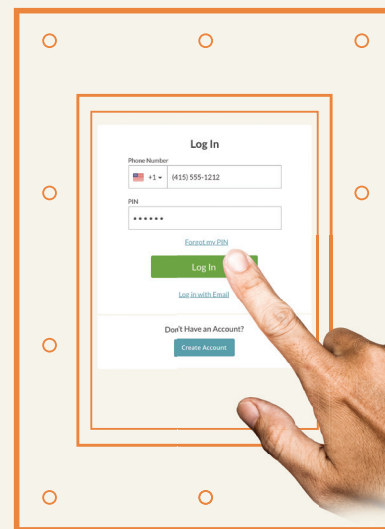 Log In
Phone Number
+1 (415) 555-1212
PIN
••••••
Forgot my PIN
Log In
Log in with Email
Don't Have an Account?
Create Account